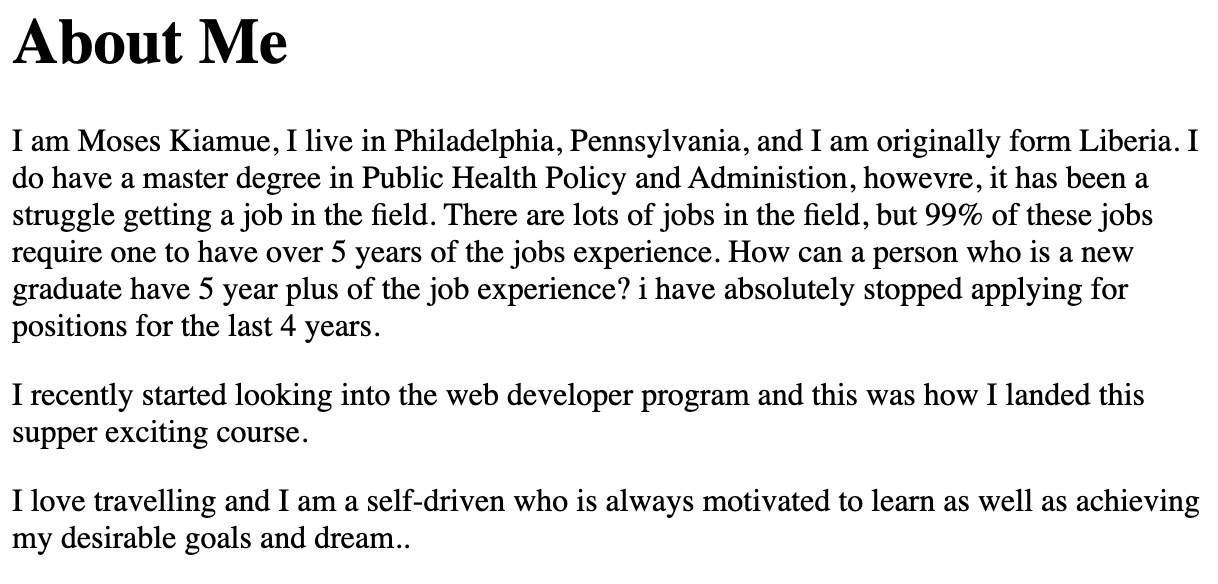 About Me
I am Moses Kiamue, I live in Philadelphia, Pennsylvania, and I am originally form Liberia. I
do have a master degree in Public Health Policy and Administion, howevre, it has been a
struggle getting a job in the field. There are lots of jobs in the field, but 99% of these jobs
require one to have over 5 years of the jobs experience. How can a person who is a new
graduate have 5 year plus of the job experience? i have absolutely stopped applying for
positions for the last 4 years.
I recently started looking into the web developer program and this was how I landed this
supper exciting course.
I love travelling and I am a self-driven who is always motivated to learn as well as achieving
my desirable goals and dream..